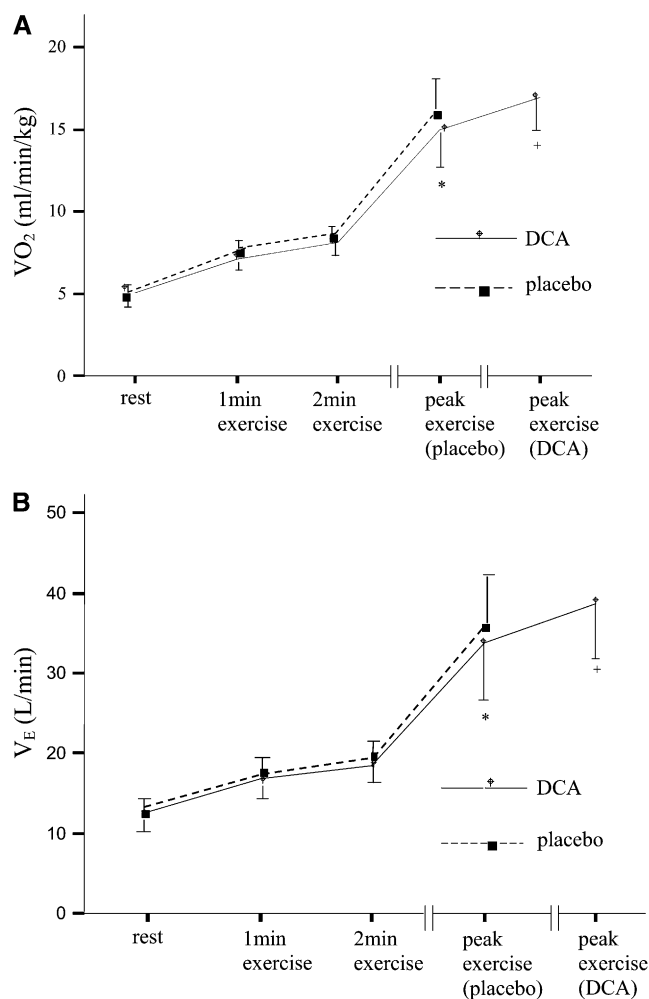 A
20
15
10
5
0
VO2 (ml/min/kg)
*
+
DCA
placebo
rest
1min
exercise
2min
exercise
peak
exercise
(placebo)
peak
exercise
(DCA)
B
50
40
30
20
10
0
VE (L/min)
*
+
DCA
placebo
rest
1min
exercise
2min
exercise
peak
exercise
(placebo)
peak
exercise
(DCA)